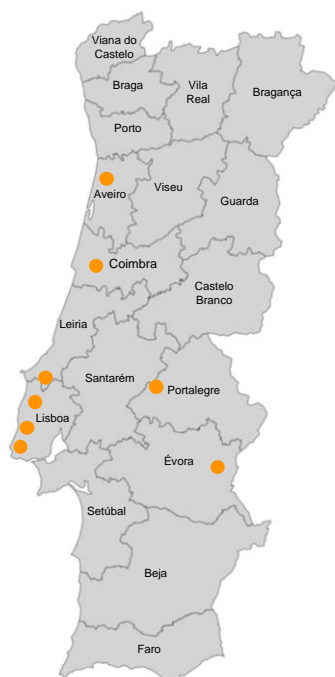 Viana do
Castelo
Braga
Vila
Real
Bragança
Porto
Aveiro
Viseu
Guarda
Coimbra
Castelo
Branco
Leiria
Santarém
Portalegre
Lisboa
Évora
Setúbal
Beja
Faro